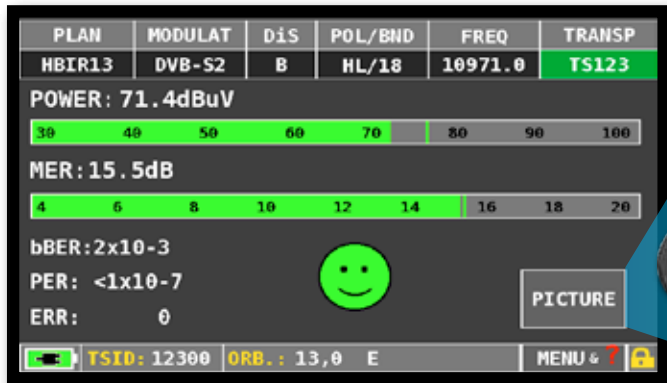 PLAN MODULAT DiS POL/BND FREQ TRANSP
HBIR13 DVB-S2 B HL/18 10971.0 TS123
POWER: 71.4dBuV
30 40 50 60 70 80 90 100
MER:15.5dB
4 6 8 10 12 14 16 18 20
bBER:2x10-3
PER: <1x10-7
PICTURE
ERR: 0
TSID: 12300 ORB.: 13,0 E MENU & ?